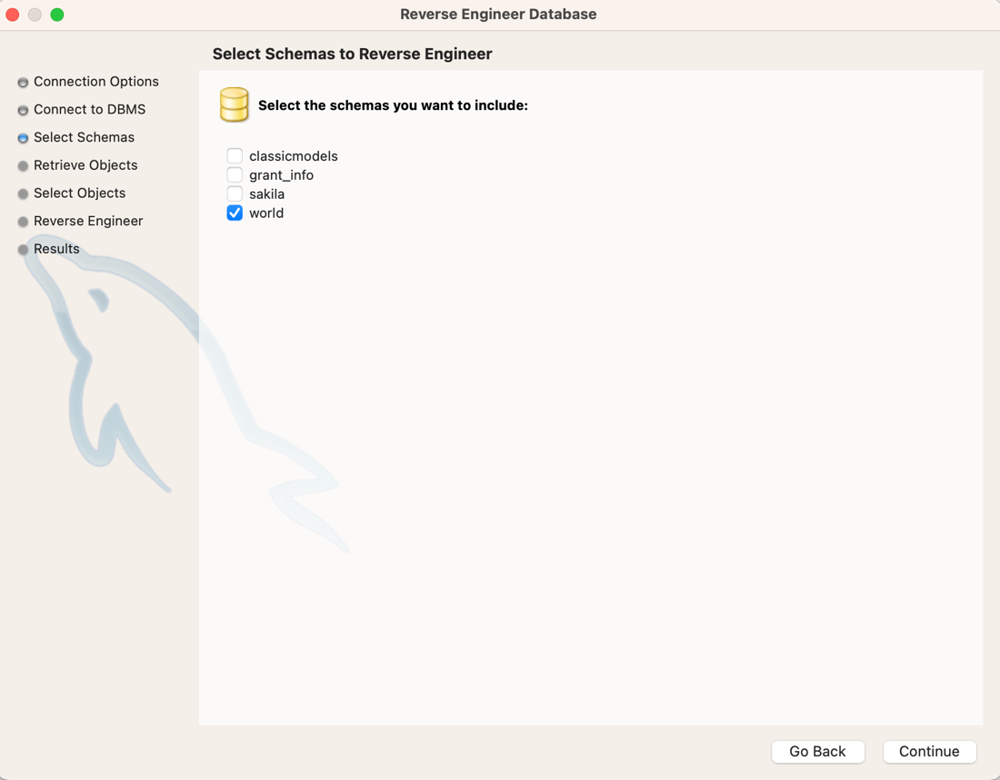 Reverse Engineer Database
Select Schemas to Reverse Engineer
Connection Options
Connect to DBMS
Select Schemas
Retrieve Objects
Select Objects
Reverse Engineer
Results
Select the schemas you want to include:
classicmodels
grant_info
sakila
world
Go Back
Continue